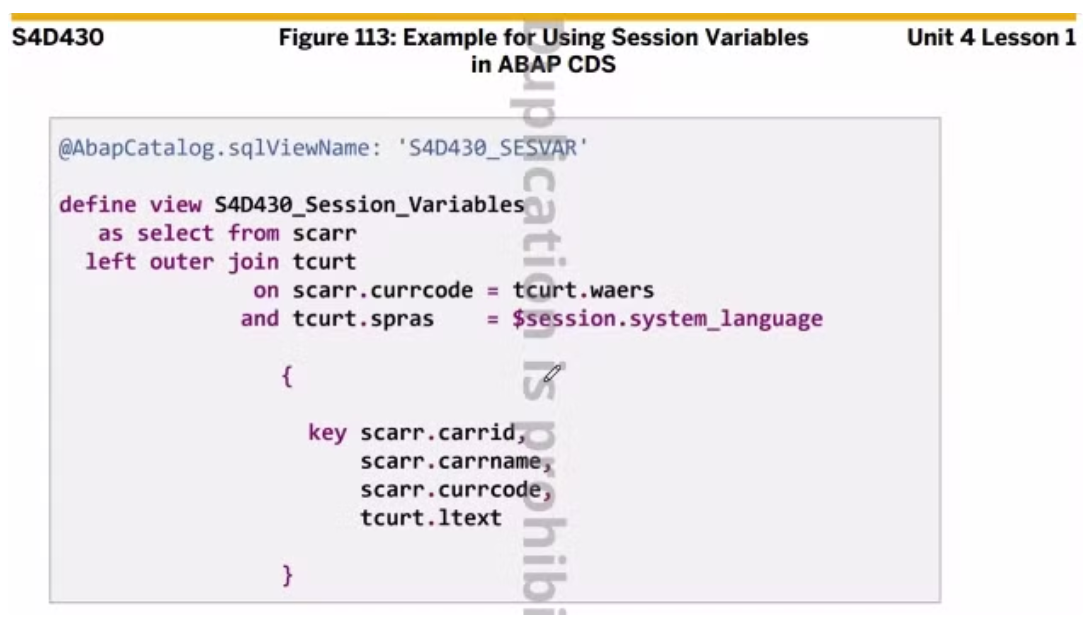 S4D430
Figure 113: Example for Using Session Variables
in ABAP CDS
Unit 4 Lesson 1
@AbapCatalog.sqlViewName: 'S4D430_SESVAR'
define view S4D430_Session_Variables
as select from scarr
left outer join tcurt
on scarr.currcode = tcurt.waers
and tcurt.spras = $session.system_language
{
key scarr.carrid,
scarr.carrname,
scarr.currcode,
tcurt.ltext
}
Duplication is prohibi